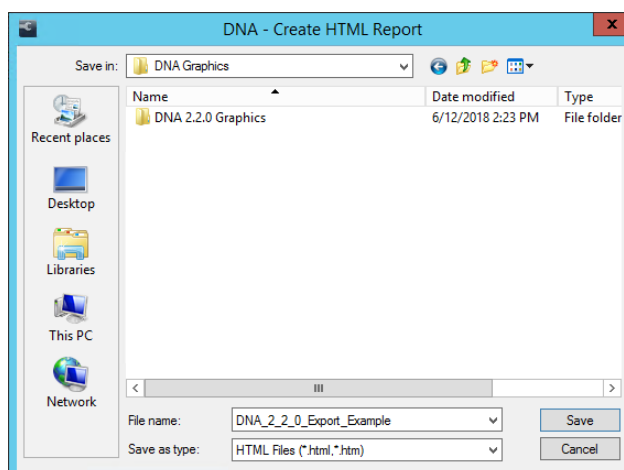 DNA - Create HTML Report
x
Save in: DNA Graphics
Name Date modified Type
DNA 2.2.0 Graphics 6/12/2018 2:23 PM File folder
Recent places
Desktop
Libraries
This PC
Network
File name: DNA_2_2_0_Export_Example Save
Save as type: HTML Files (*.html,*.htm) Cancel